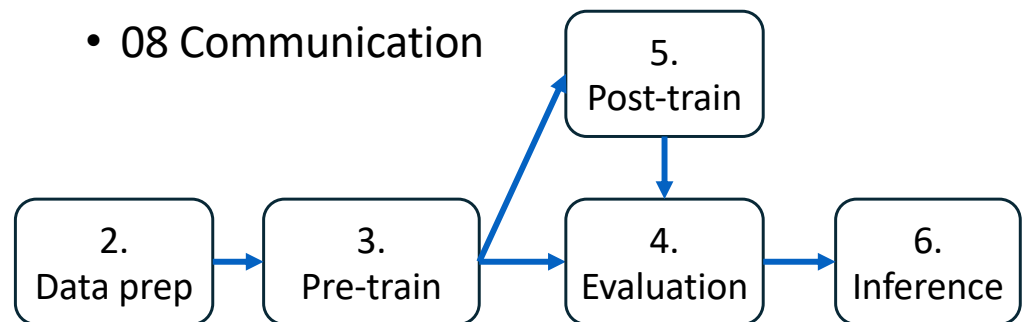 • 08 Communication
5.
Post-train
2.
Data prep
3.
Pre-train
4.
Evaluation
6.
Inference